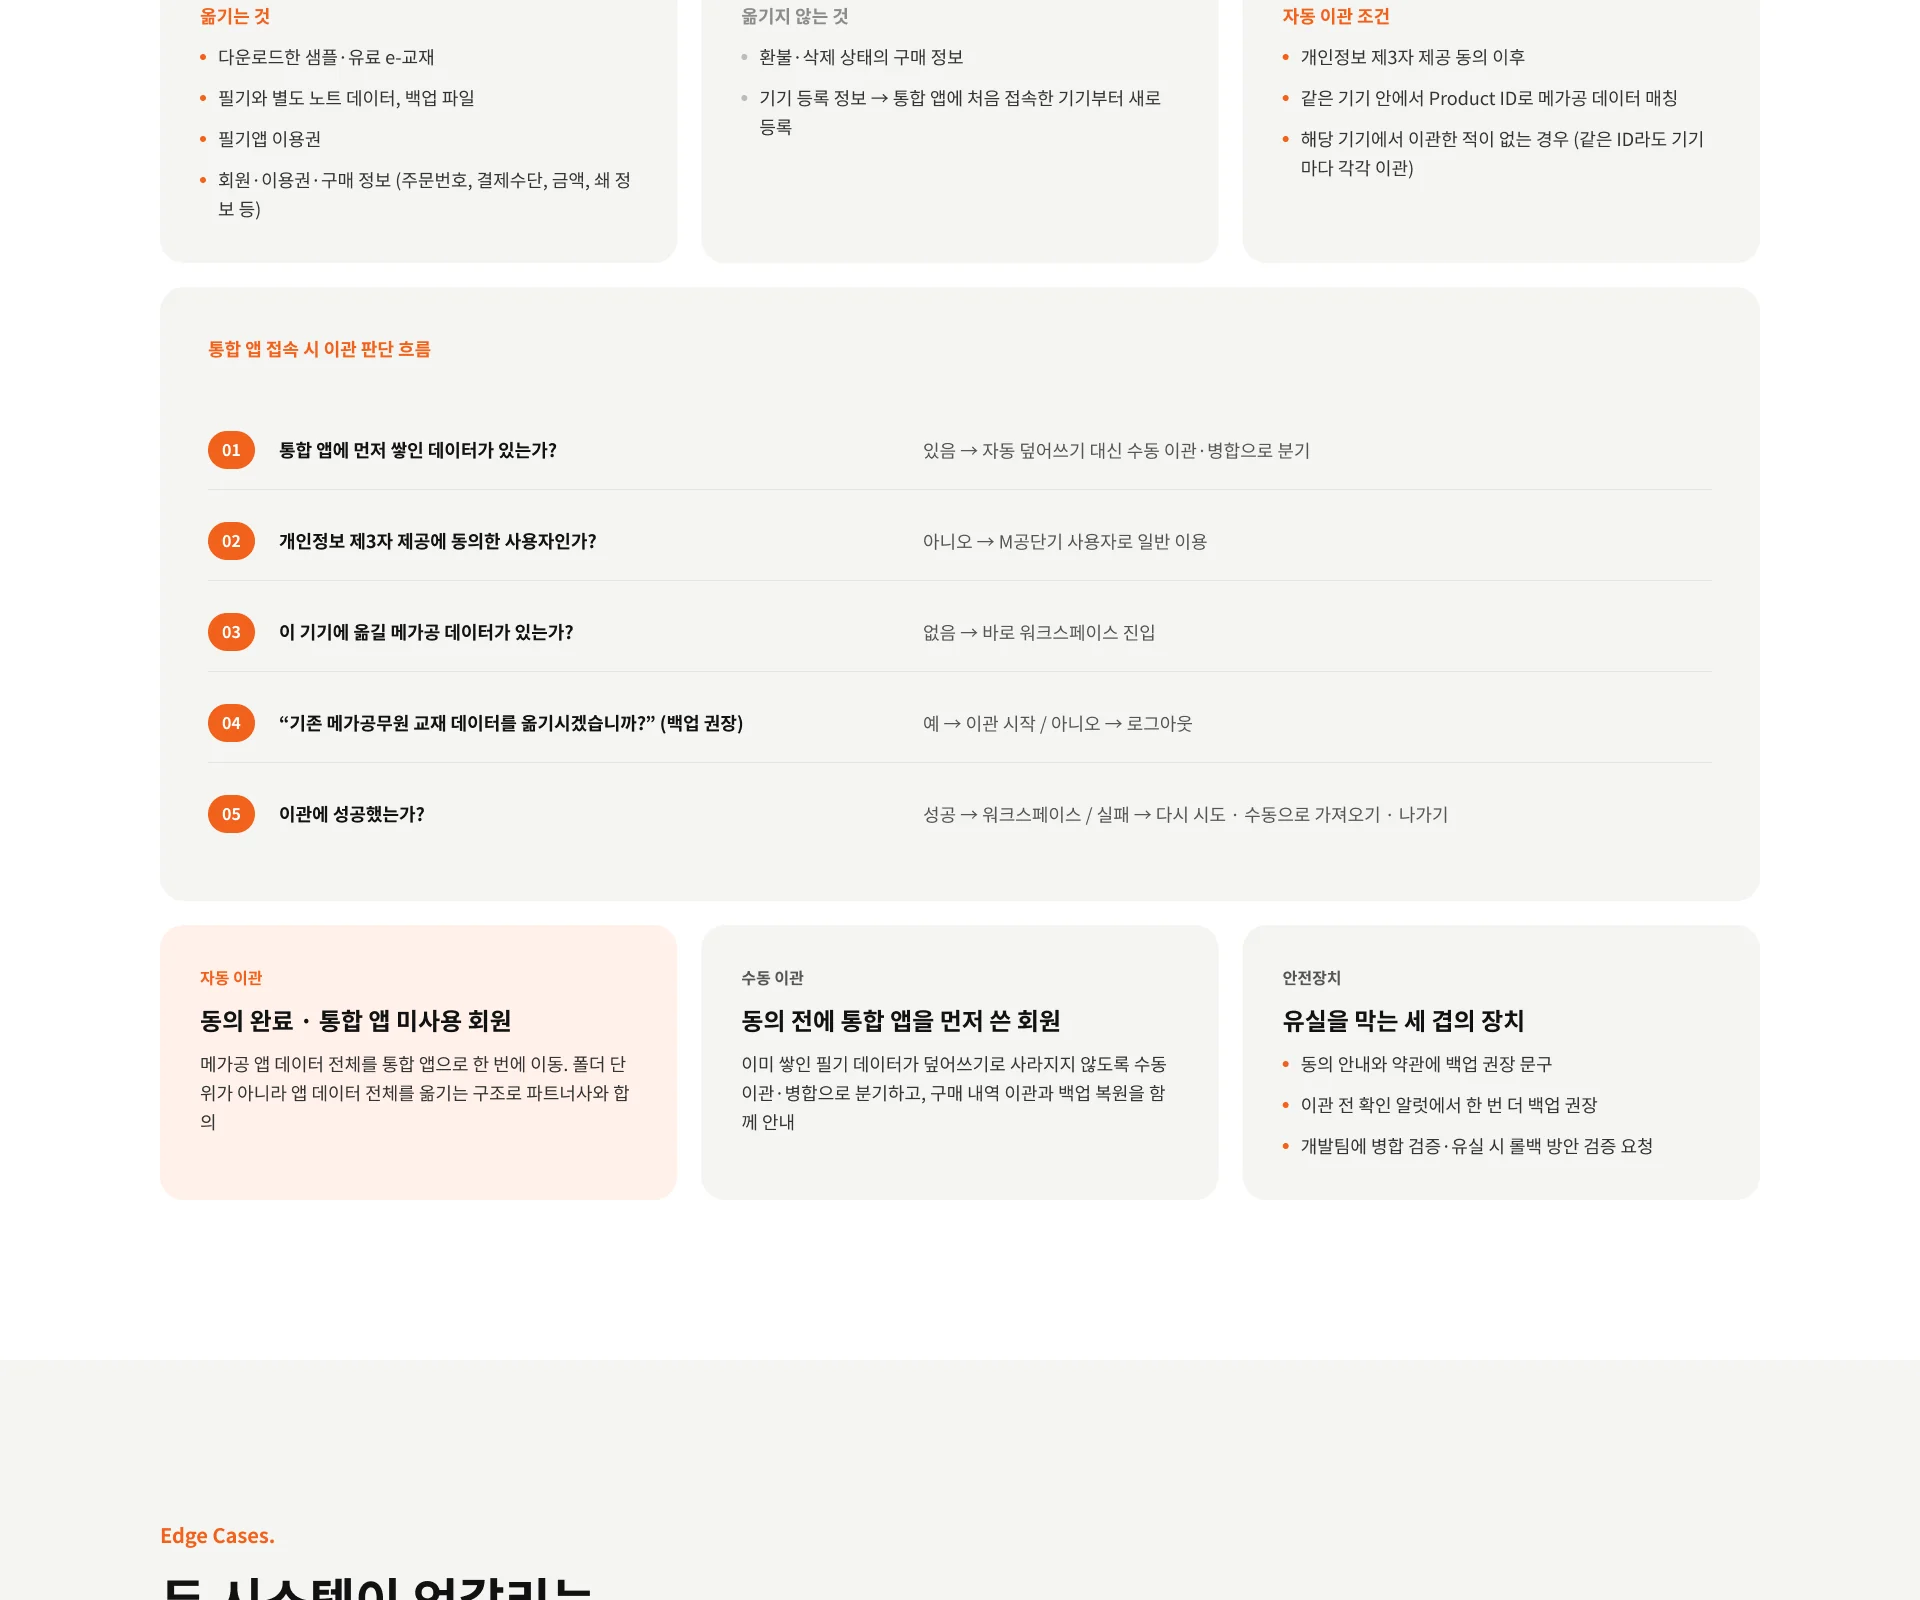 옮기는 것
• 다운로드한 샘플·유료 e-교재
• 필기와 별도 노트 데이터, 백업 파일
• 필기앱 이용권
• 회원·이용권·구매 정보 (주문번호, 결제수단, 금액, 쇄 정
보 등)
옮기지 않는 것
• 환불·삭제 상태의 구매 정보
• 기기 등록 정보 → 통합 앱에 처음 접속한 기기부터 새로
등록
자동 이관 조건
• 개인정보 제3자 제공 동의 이후
• 같은 기기 안에서 Product ID로 메가공 데이터 매칭
• 해당 기기에서 이관한 적이 없는 경우 (같은 ID라도 기기
마다 각각 이관)
통합 앱 접속 시 이관 판단 흐름
01 통합 앱에 먼저 쌓인 데이터가 있는가? 있음 → 자동 덮어쓰기 대신 수동 이관·병합으로 분기
02 개인정보 제3자 제공에 동의한 사용자인가? 아니오 → M공단기 사용자로 일반 이용
03 이 기기에 옮길 메가공 데이터가 있는가? 없음 → 바로 워크스페이스 진입
04 “기존 메가공무원 교재 데이터를 옮기시겠습니까?” (백업 권장) 예 → 이관 시작 / 아니오 → 로그아웃
05 이관에 성공했는가? 성공 → 워크스페이스 / 실패 → 다시 시도 · 수동으로 가져오기 · 나가기
자동 이관
동의 완료 · 통합 앱 미사용 회원
메가공 앱 데이터 전체를 통합 앱으로 한 번에 이동. 폴더 단
위가 아니라 앱 데이터 전체를 옮기는 구조로 파트너사와 합
의
수동 이관
동의 전에 통합 앱을 먼저 쓴 회원
이미 쌓인 필기 데이터가 덮어쓰기로 사라지지 않도록 수동
이관·병합으로 분기하고, 구매 내역 이관과 백업 복원을 함
께 안내
안전장치
유실을 막는 세 겹의 장치
• 동의 안내와 약관에 백업 권장 문구
• 이관 전 확인 알럿에서 한 번 더 백업 권장
• 개발팀에 병합 검증·유실 시 롤백 방안 검증 요청
Edge Cases.
두 시스템이 엇갈리는